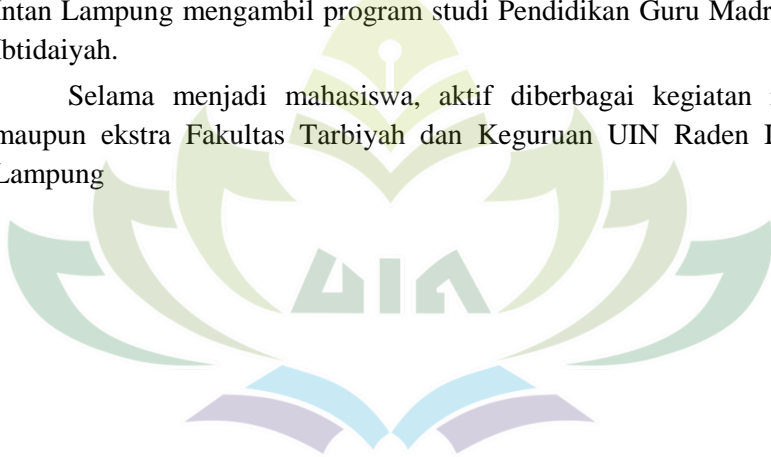 Intan Lampung mengambil program studi Pendidikan Guru Madr
Ibtidaiyah.
Selama menjadi mahasiswa, aktif diberbagai kegiatan
maupun ekstra Fakultas Tarbiyah dan Keguruan UIN Raden I
Lampung
UIN